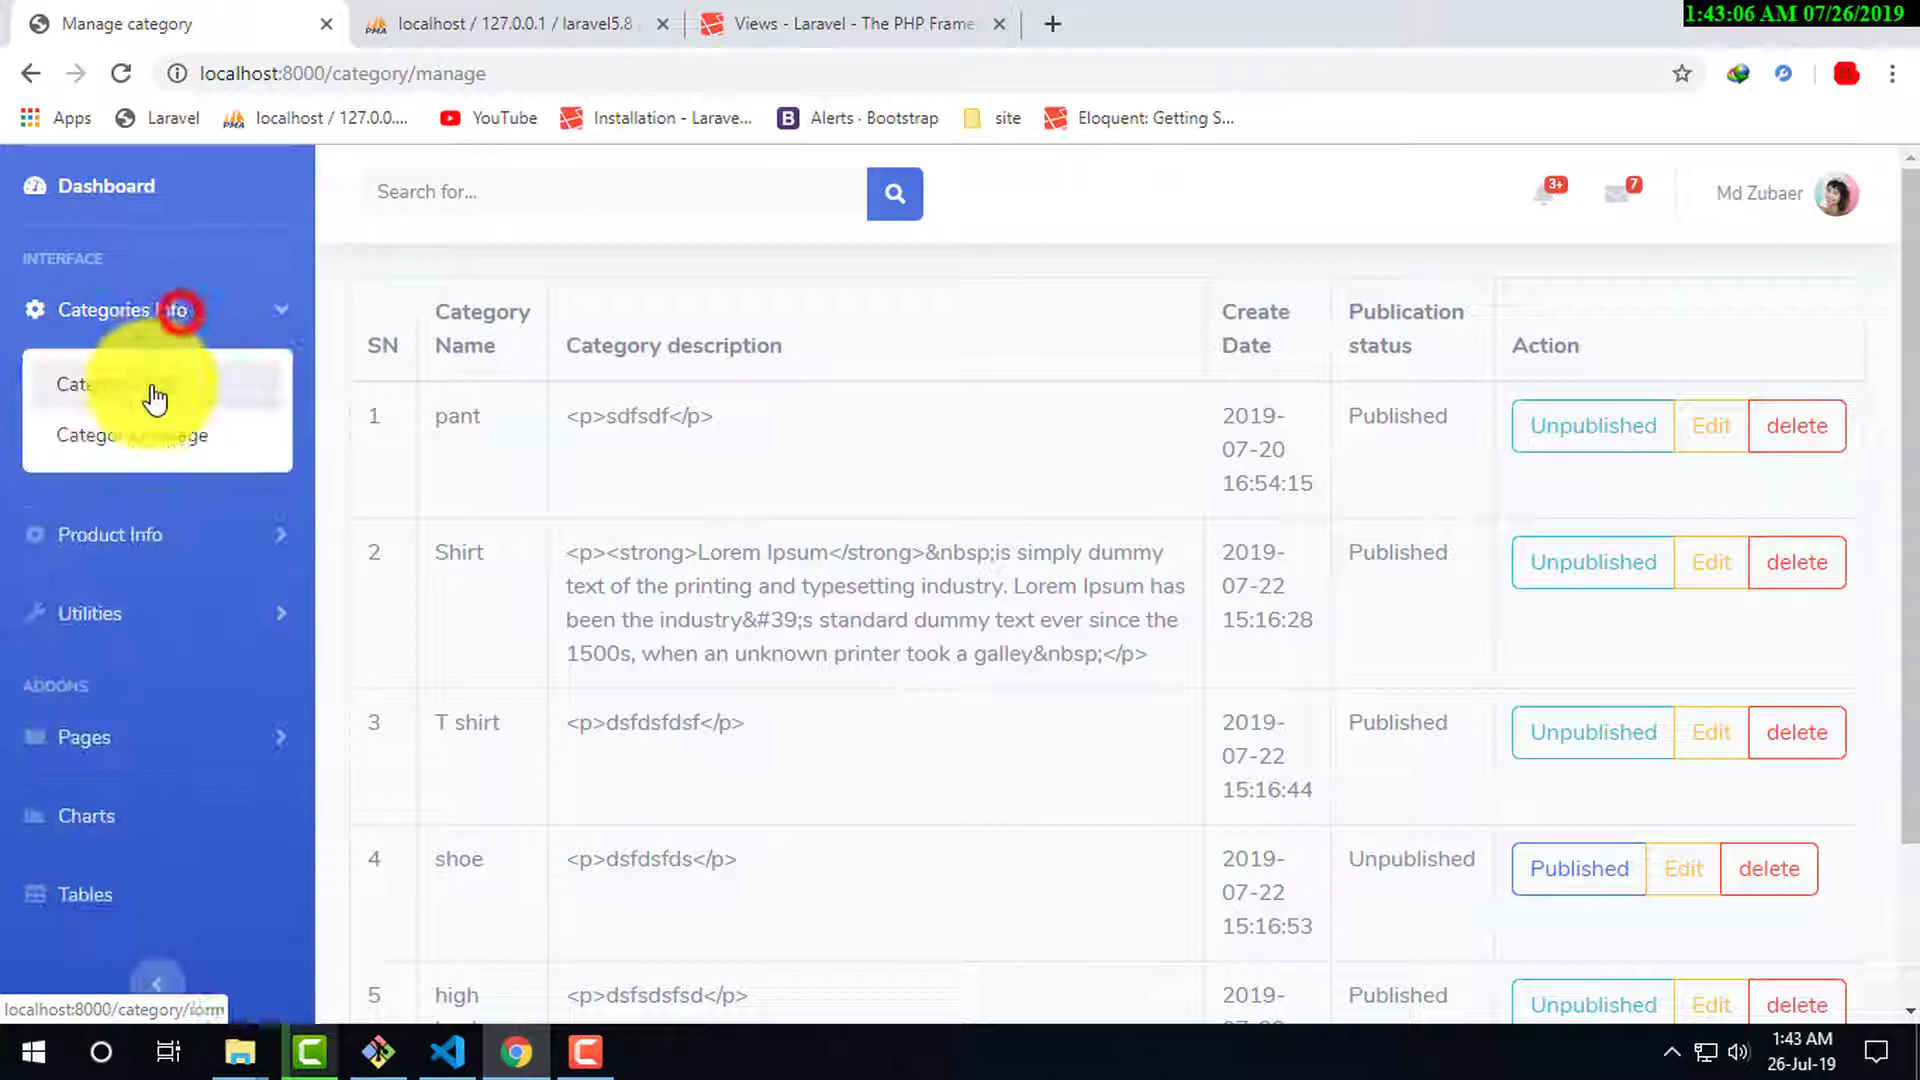 1:43:06 AM 07/26/2019
Manage category
localhost / 127.0.0.1 / laravel5.8
Views - Laravel - The PHP Frame
localhost:8000/category/manage
Apps
Laravel
localhost / 127.0.0....
YouTube
Installation - Larave...
Alerts · Bootstrap
site
Eloquent: Getting S...
Dashboard
Search for...
3+
7
Md Zubaer
INTERFACE
Categories Info
Product Info
Utilities
ADDONS
Pages
Charts
Tables
SN
Category Name
Category description
Create Date
Publication status
Action
1
pant
<p>sdfsdf</p>
2019-
07-20
16:54:15
Published
Unpublished
Edit
delete
2
Shirt
<p><strong>Lorem Ipsum</strong>&nbsp;is simply dummy
text of the printing and typesetting industry. Lorem Ipsum has
been the industry&#39;s standard dummy text ever since the
1500s, when an unknown printer took a galley&nbsp;</p>
2019-
07-22
15:16:28
Published
Unpublished
Edit
delete
3
T shirt
<p>dsfdsfdsf</p>
2019-
07-22
15:16:44
Published
Unpublished
Edit
delete
4
shoe
<p>dsfdsfds</p>
2019-
07-22
15:16:53
Unpublished
Published
Edit
delete
5
high
<p>dsfsdsfsd</p>
2019-
Published
Unpublished
Edit
delete
localhost:8000/category/form
1:43 AM
26-Jul-19